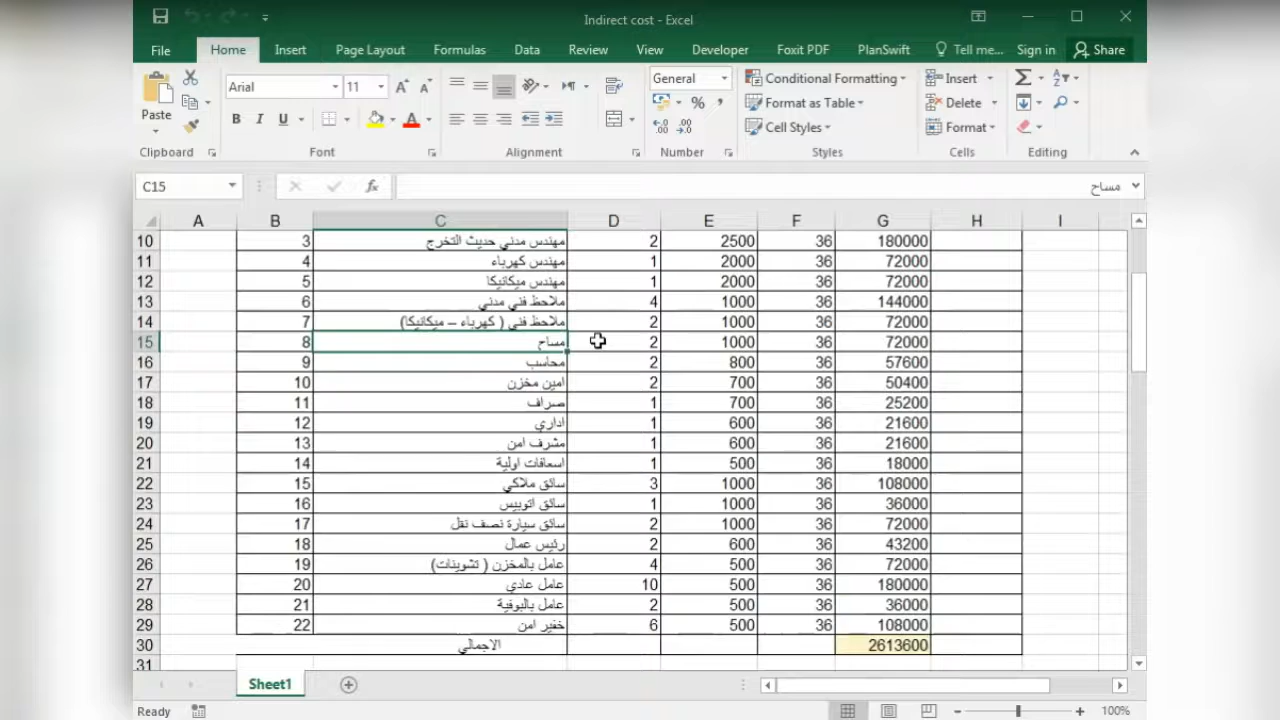 Indirect cost - Excel
File Home Insert Page Layout Formulas Data Review View Developer Foxit PDF PlanSwift Tell me... Sign in Share
Paste Arial 11 B I U A General % Conditional Formatting Format as Table Cell Styles Insert Delete Format
Clipboard Font Alignment Number Styles Cells Editing
C15 fx مساح
A B C D E F G H I
10 3 مهندس مدني حديث التخرج 2 2500 36 180000
11 4 مهندس كهرباء 1 2000 36 72000
12 5 مهندس ميكانيكا 1 2000 36 72000
13 6 ملاحظ فني مدني 4 1000 36 144000
14 7 ملاحظ فني ( كهرباء – ميكانيكا) 2 1000 36 72000
15 8 مساح 2 1000 36 72000
16 9 محاسب 2 800 36 57600
17 10 امين مخزن 2 700 36 50400
18 11 صراف 1 700 36 25200
19 12 اداري 1 600 36 21600
20 13 مشرف امن 1 600 36 21600
21 14 اسعافات اولية 1 500 36 18000
22 15 سائق ملاكي 3 1000 36 108000
23 16 سائق اتوبيس 1 1000 36 36000
24 17 سائق سيارة نصف نقل 2 1000 36 72000
25 18 رئيس عمال 2 600 36 43200
26 19 عامل بالمخزن ( تشوينات) 4 500 36 72000
27 20 عامل عادي 10 500 36 180000
28 21 عامل بالبوفية 2 500 36 36000
29 22 خفير امن 6 500 36 108000
30 الاجمالي 2613600
31
Sheet1
Ready 100%